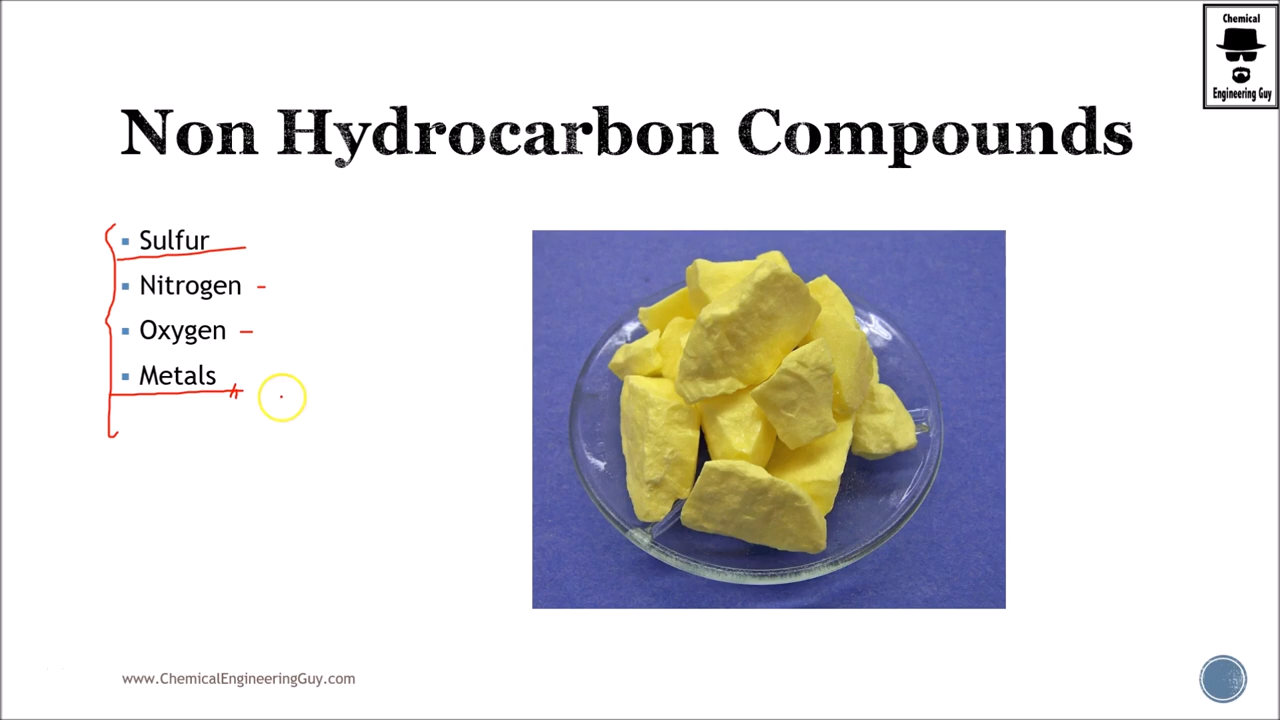 Chemical
Engineering Guy
Non Hydrocarbon Compounds
Sulfur
Nitrogen
Oxygen
Metals
www.ChemicalEngineeringGuy.com